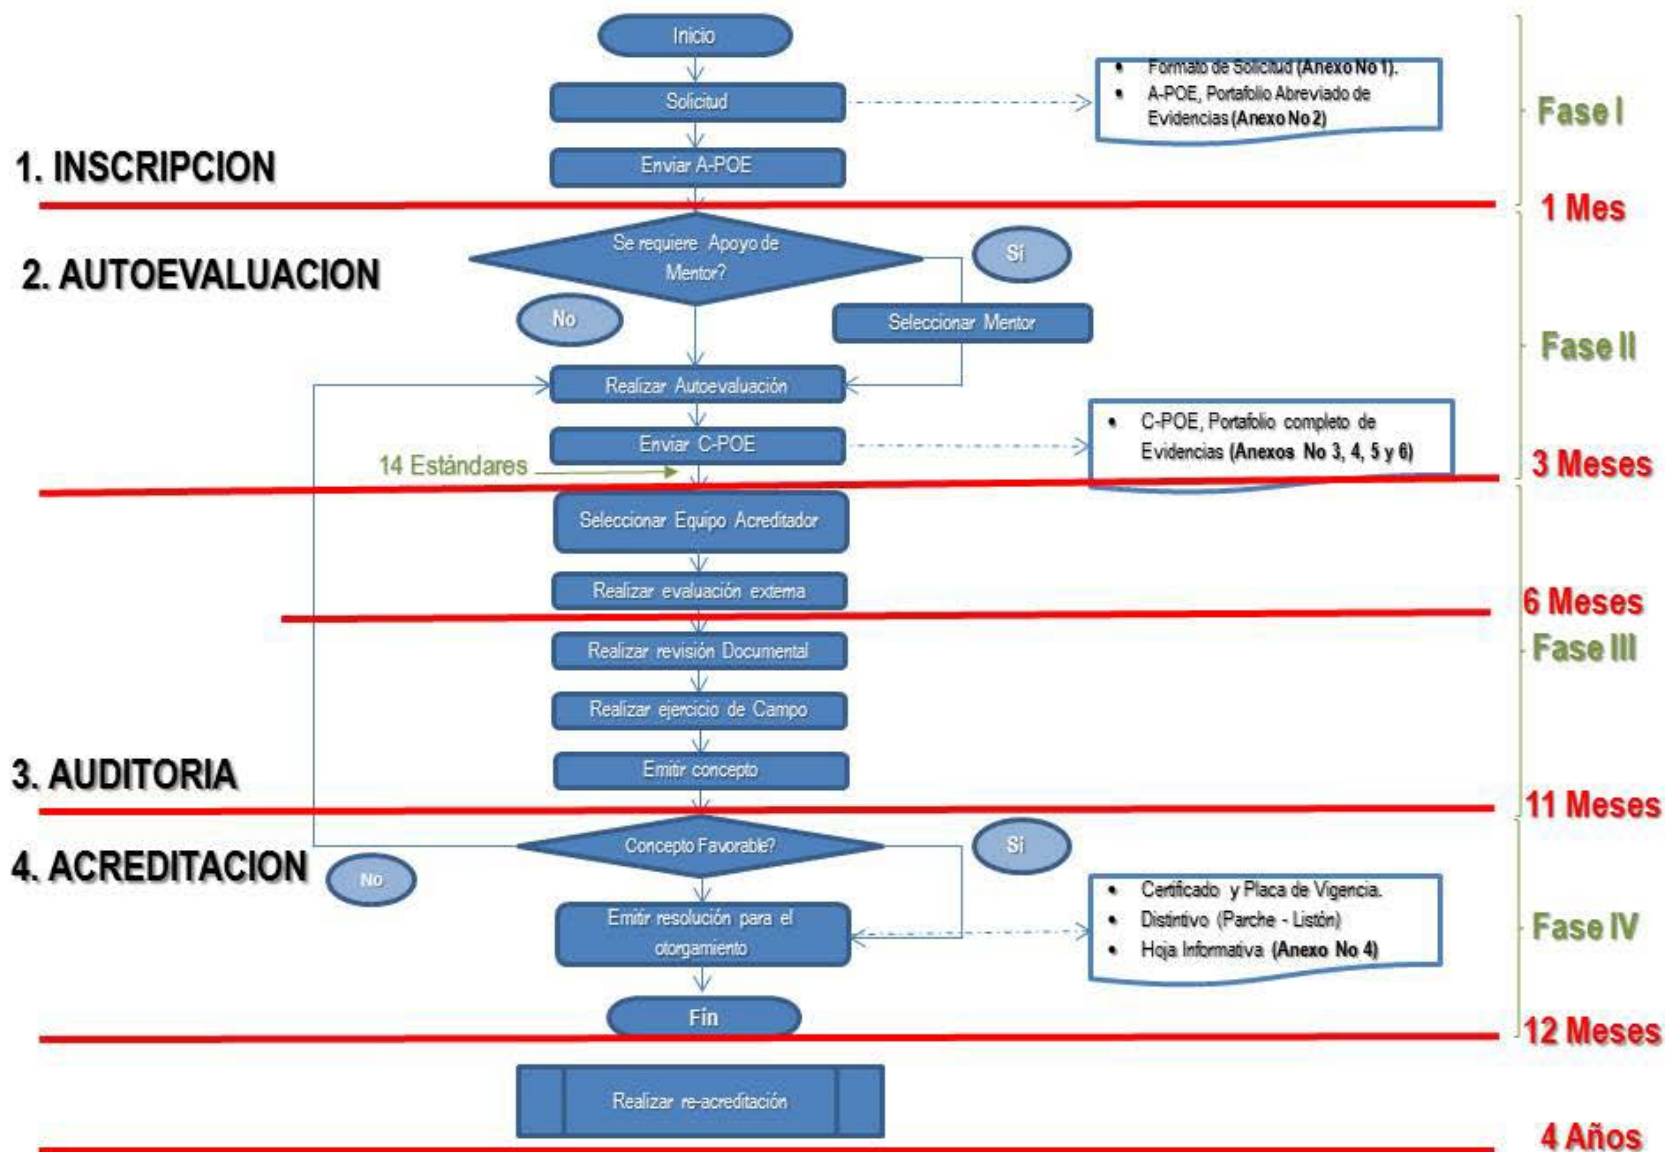 Inicio
Solicitud
• Formato de Solicitud (Anexo No 1).
• A-POE, Portafolio Abreviado de
Evidencias (Anexo No 2)
Fase I
Enviar A-POE
1. INSCRIPCION
1 Mes
Se requiere Apoyo de
Mentor?
Si
2. AUTOEVALUACION
No
Seleccionar Mentor
Fase II
Realizar Autoevaluación
Enviar C-POE
• C-POE, Portafolio completo de
Evidencias (Anexos No 3, 4, 5 y 6)
14 Estándares
3 Meses
Seleccionar Equipo Acreditador
Realizar evaluación externa
6 Meses
Realizar revisión Documental
Fase III
Realizar ejercicio de Campo
Emitir concepto
3. AUDITORIA
11 Meses
Concepto Favorable?
Si
4. ACREDITACION
No
Emitir resolución para el
otorgamiento
• Certificado y Placa de Vigencia.
• Distintivo (Parche - Listón)
• Hoja Informativa (Anexo No 4)
Fase IV
Fin
12 Meses
Realizar re-acreditación
4 Años